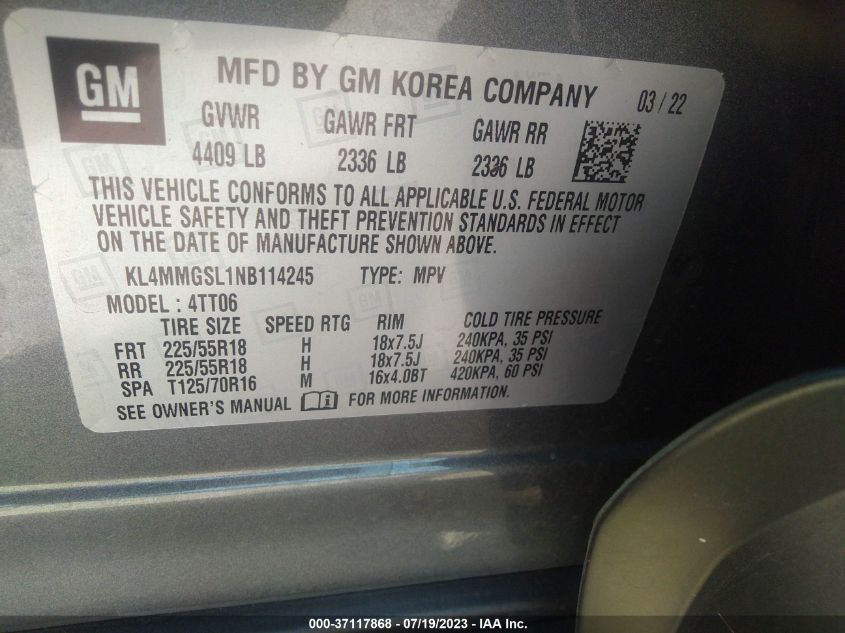 GM
MFD BY GM KOREA COMPANY 03 / 22
GVWR GAWR FRT GAWR RR
4409 LB 2336 LB 2336 LB
THIS VEHICLE CONFORMS TO ALL APPLICABLE U.S. FEDERAL MOTOR
VEHICLE SAFETY AND THEFT PREVENTION STANDARDS IN EFFECT
ON THE DATE OF MANUFACTURE SHOWN ABOVE.
KL4MMGSL1NB114245 TYPE: MPV
MODEL : 4TT06
TIRE SIZE SPEED RTG RIM COLD TIRE PRESSURE
FRT 225/55R18 H 18x7.5J 240KPA, 35 PSI
RR 225/55R18 H 18x7.5J 240KPA, 35 PSI
SPA T125/70R16 M 16x4.0BT 420KPA, 60 PSI
SEE OWNER'S MANUAL i FOR MORE INFORMATION.
000-37117868 - 07/19/2023 - IAA Inc.